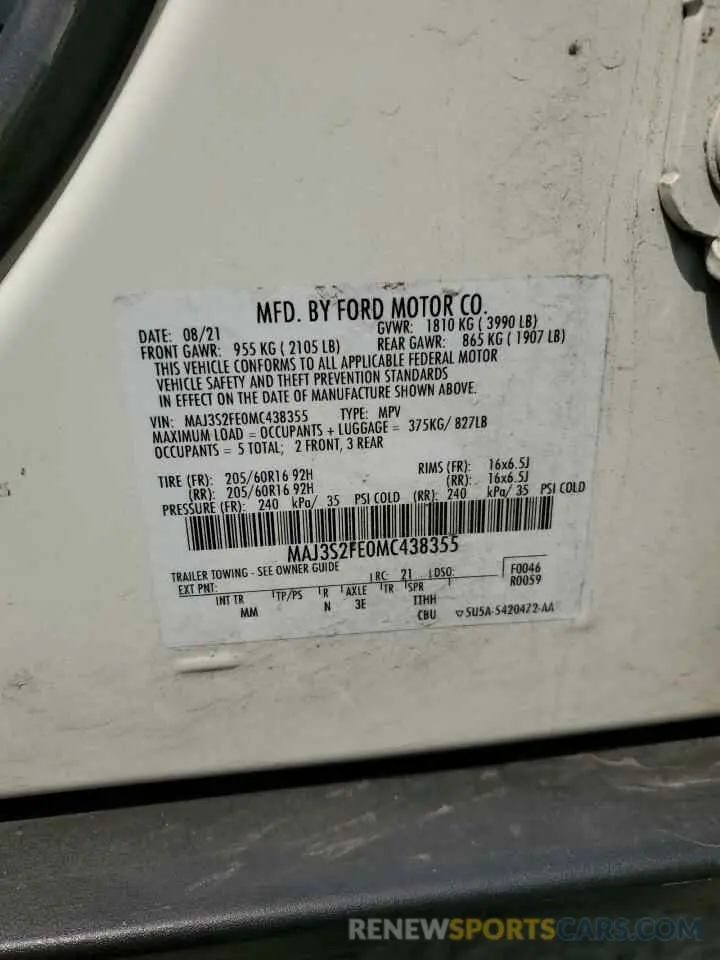 MFD. BY FORD MOTOR CO.
DATE: 08/21 GVWR: 1810 KG ( 3990 LB)
FRONT GAWR: 955 KG ( 2105 LB) REAR GAWR: 865 KG ( 1907 LB)
THIS VEHICLE CONFORMS TO ALL APPLICABLE FEDERAL MOTOR
VEHICLE SAFETY AND THEFT PREVENTION STANDARDS
IN EFFECT ON THE DATE OF MANUFACTURE SHOWN ABOVE.
VIN: MAJ3S2FE0MC438355 TYPE: MPV
MAXIMUM LOAD = OCCUPANTS + LUGGAGE = 375KG/ 827LB
OCCUPANTS = 5 TOTAL; 2 FRONT, 3 REAR
TIRE (FR): 205/60R16 92H RIMS (FR): 16x6.5J
(RR): 205/60R16 92H (RR): 16x6.5J
PRESSURE (FR): 240 kPa/ 35 PSI COLD (RR): 240 kPa/ 35 PSI COLD
MAJ3S2FE0MC438355
TRAILER TOWING - SEE OWNER GUIDE
EXT PNT: RC: 21 DSO: F0046
R0059
INT TR TP/PS R AXLE TR SPR
MM N 3E ITHH
CBU 5U5A-5420472-AA
RENEWSPORTSCARS.COM